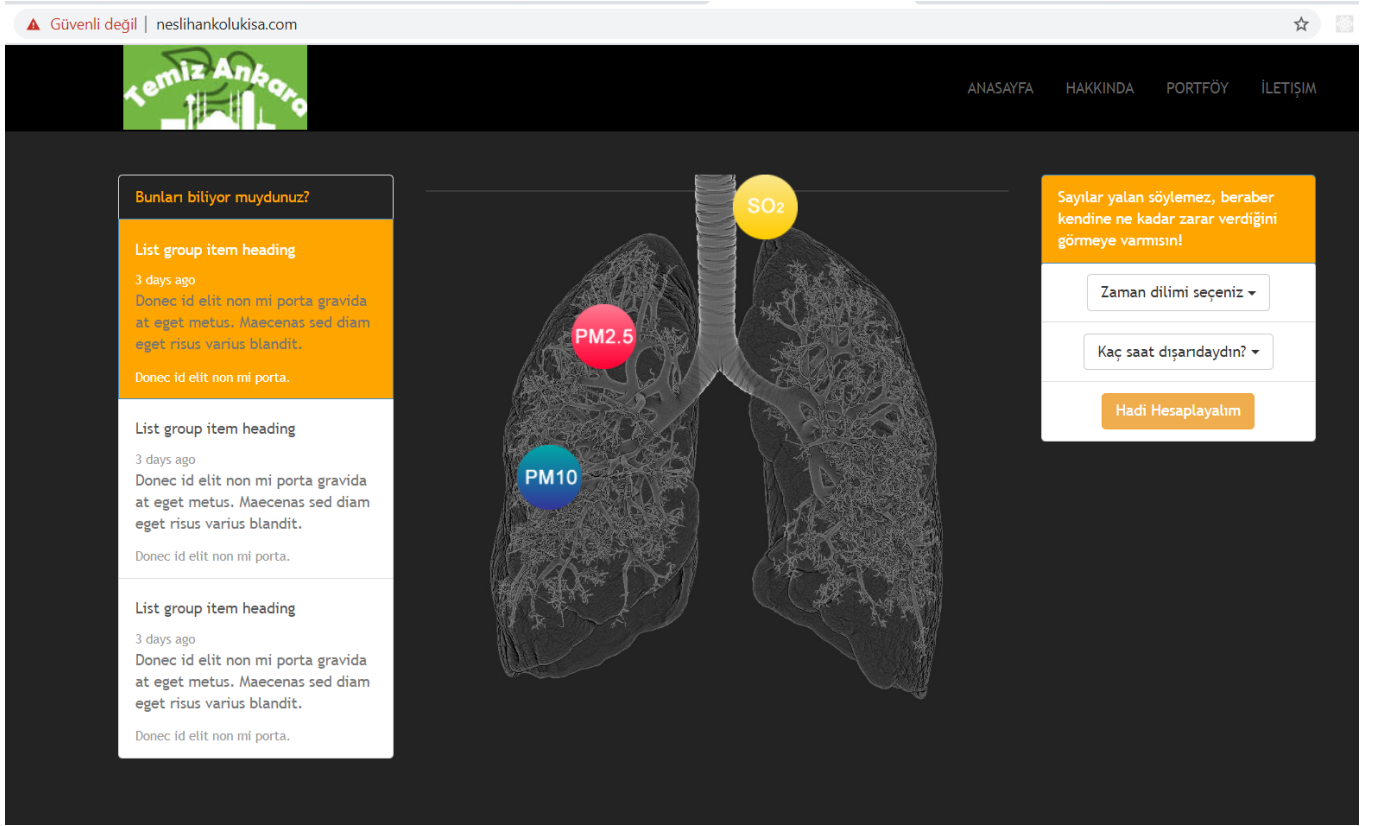 Güvenli değil | neslihankolukisa.com
Temiz Ankara
ANASAYFA HAKKINDA PORTFÖY İLETIŞIM
Bunları biliyor muydunuz?
List group item heading
3 days ago
Donec id elit non mi porta gravida
at eget metus. Maecenas sed diam
eget risus varius blandit.
Donec id elit non mi porta.
List group item heading
3 days ago
Donec id elit non mi porta gravida
at eget metus. Maecenas sed diam
eget risus varius blandit.
Donec id elit non mi porta.
List group item heading
3 days ago
Donec id elit non mi porta gravida
at eget metus. Maecenas sed diam
eget risus varius blandit.
Donec id elit non mi porta.
SO₂
PM2.5
PM10
Sayılar yalan söylemez, beraber
kendine ne kadar zarar verdiğini
görmeye varmısın!
Zaman dilimi seçeniz
Kaç saat dışarıdaydın?
Hadi Hesaplayalım